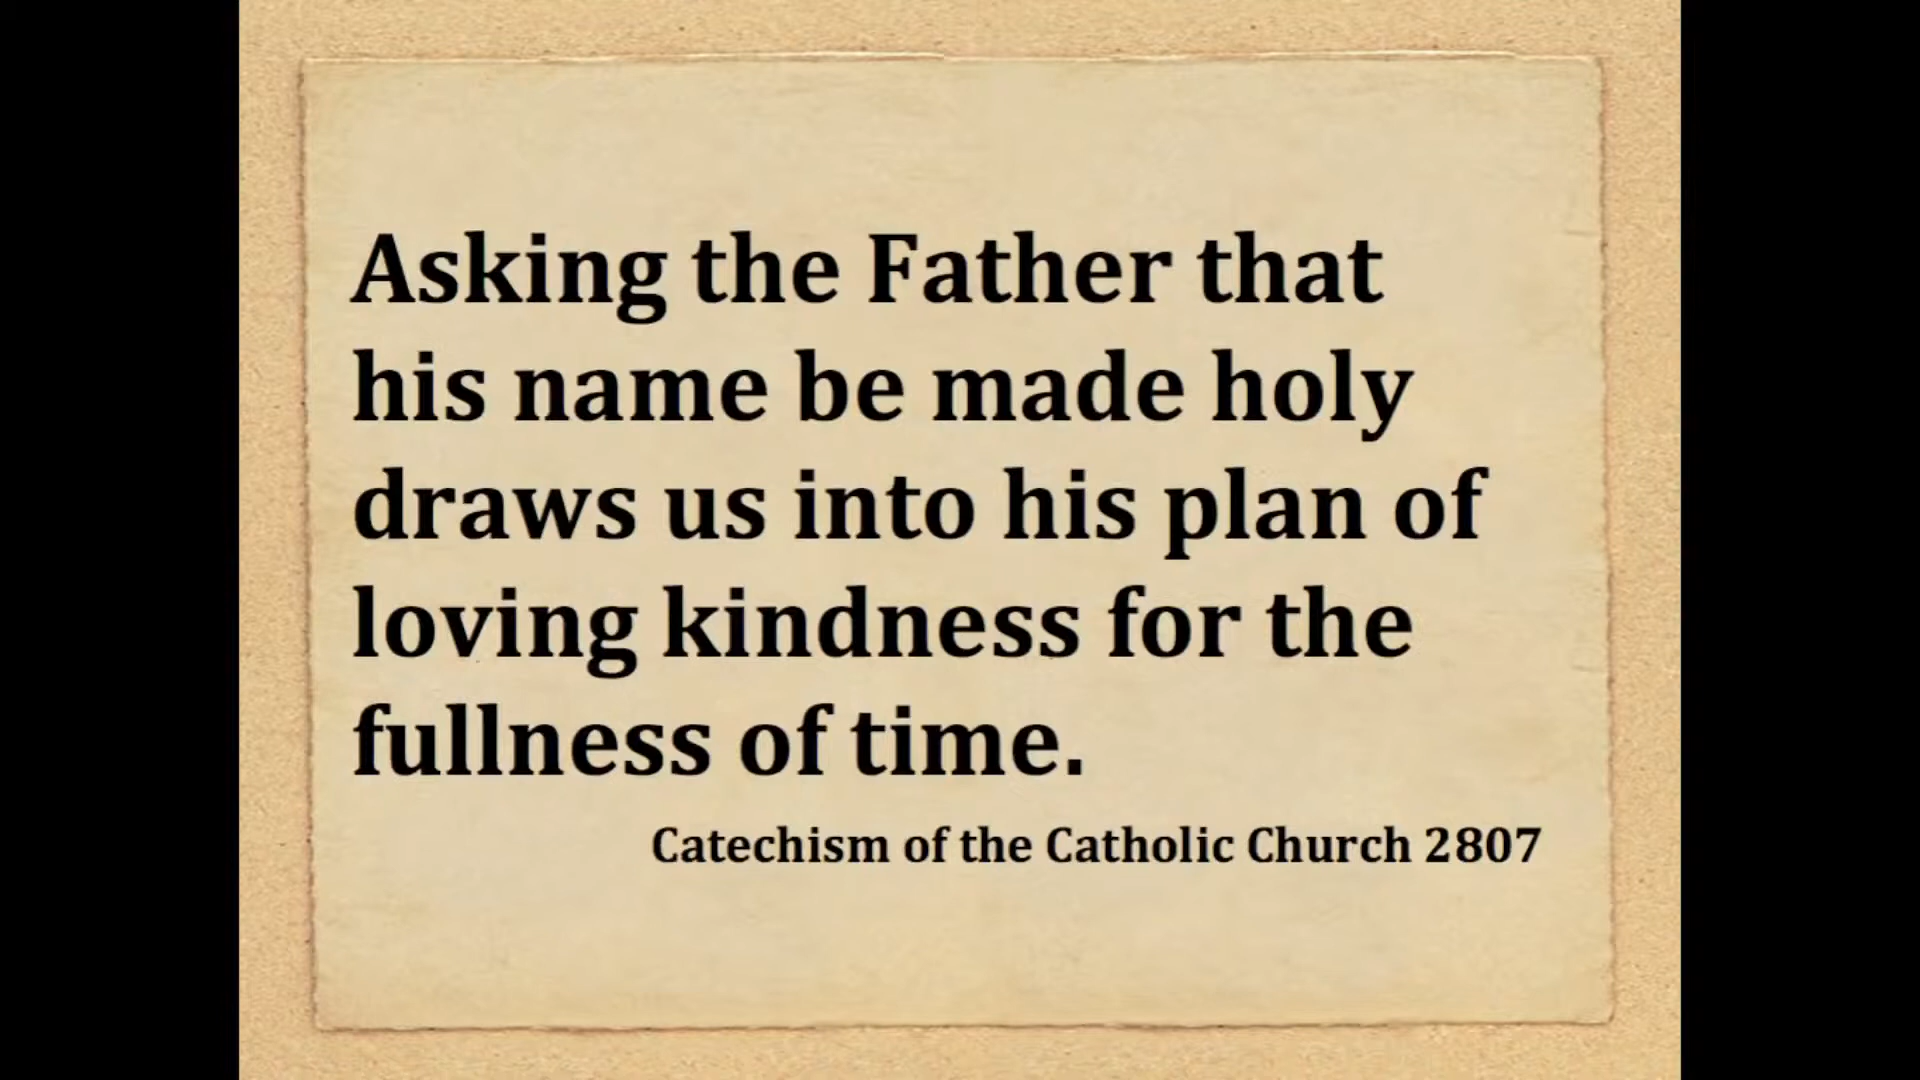 Asking the Father that
his name be made holy
draws us into his plan of
loving kindness for the
fullness of time.
Catechism of the Catholic Church 2807